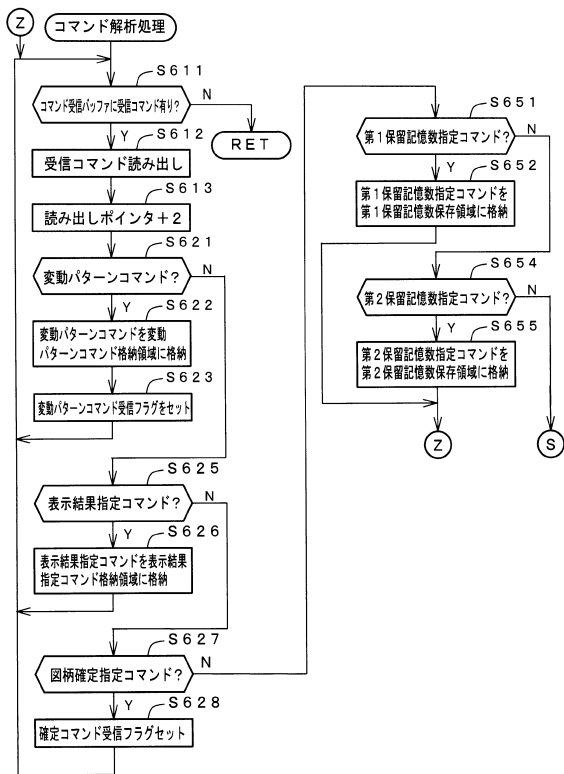 Z
コマンド解析処理
S611
コマンド受信バッファに受信コマンド有り?
N
Y
RET
S612
受信コマンド読み出し
S613
読み出しポインタ+2
S621
変動パターンコマンド?
N
Y
S622
変動パターンコマンドを変動
パターンコマンド格納領域に格納
S623
変動パターンコマンド受信フラグをセット
S625
表示結果指定コマンド?
N
Y
S626
表示結果指定コマンドを表示結果
指定コマンド格納領域に格納
S627
図柄確定指定コマンド?
N
Y
S628
確定コマンド受信フラグセット
S651
第1保留記憶数指定コマンド?
N
Y
S652
第1保留記憶数指定コマンドを
第1保留記憶数保存領域に格納
S654
第2保留記憶数指定コマンド?
N
Y
S655
第2保留記憶数指定コマンドを
第2保留記憶数保存領域に格納
Z
S